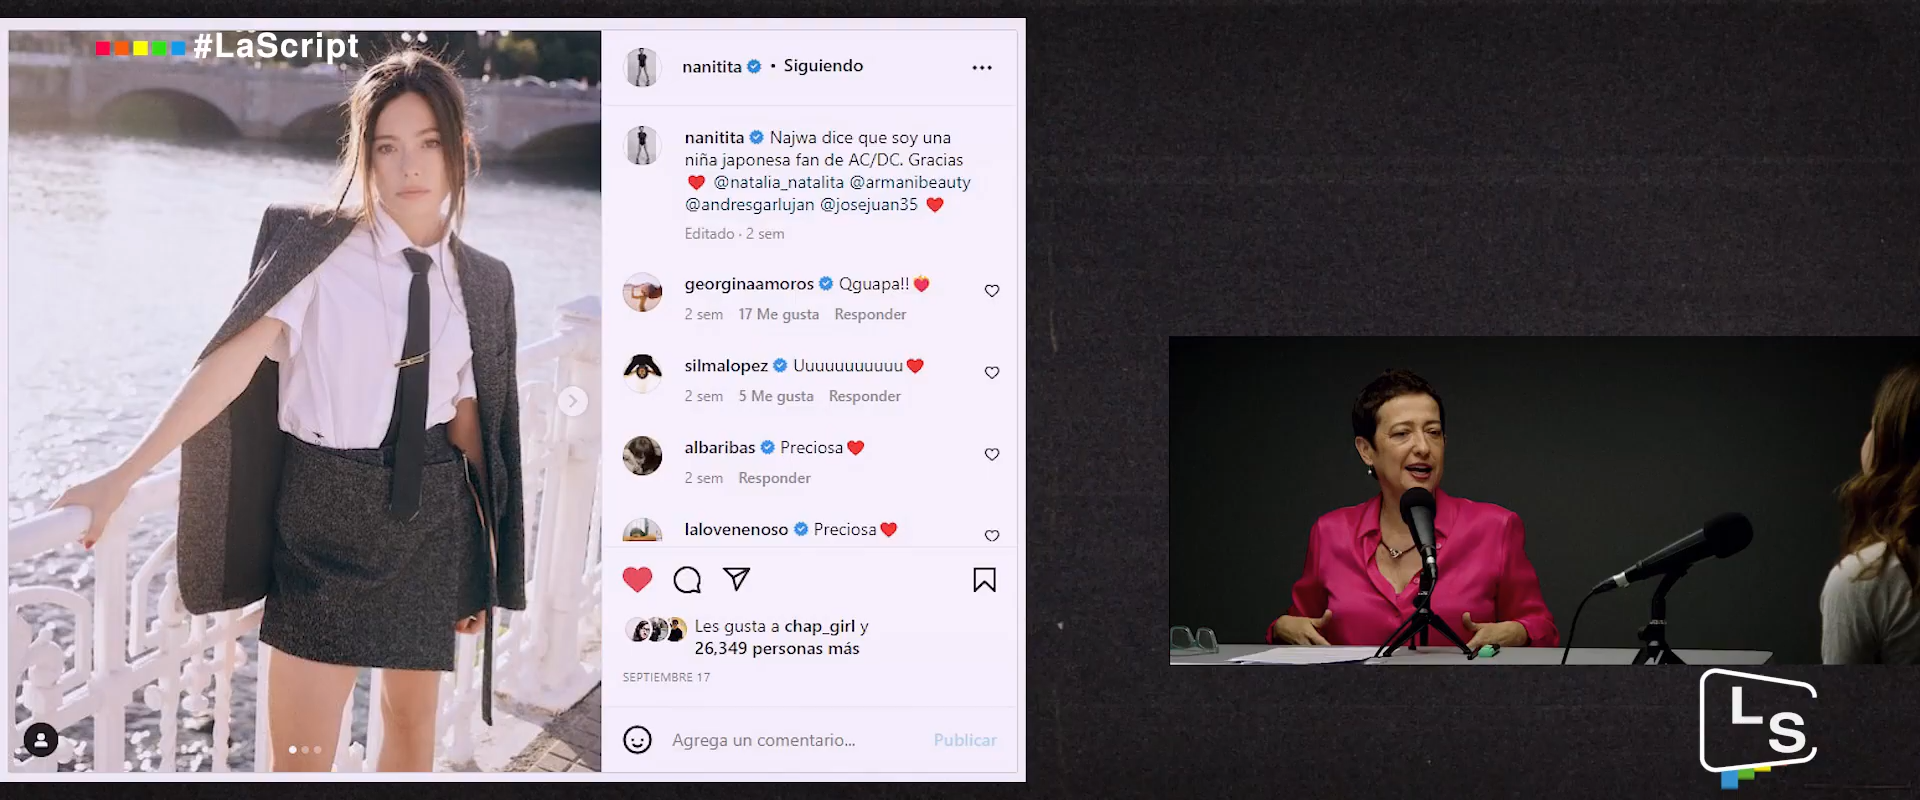 #LaScript
nanitita • Siguiendo
nanitita Najwa dice que soy una
niña japonesa fan de AC/DC. Gracias
❤️ @natalia_natalita @armanibeauty
@andresgarlujan @josejuan35 ❤️
Editado · 2 sem
georginaamoros Qguapa!! ❤️‍🔥
2 sem 17 Me gusta Responder
silmalopez Uuuuuuuuuuu ❤️
2 sem 5 Me gusta Responder
albaribas Preciosa ❤️
2 sem Responder
lalovenenoso Preciosa ❤️
Les gusta a chap_girl y
26,349 personas más
SEPTIEMBRE 17
Agrega un comentario... Publicar
LS